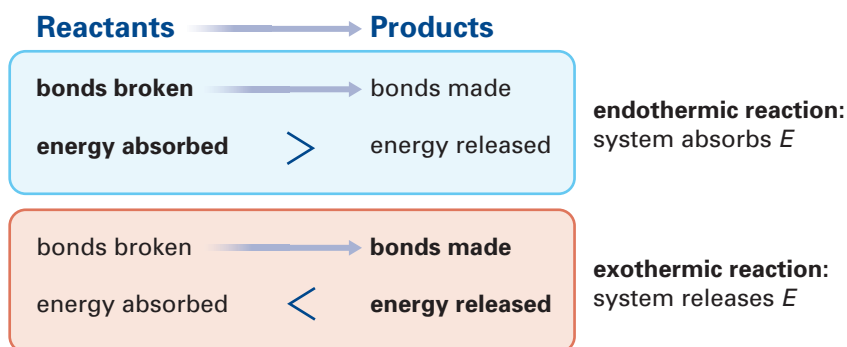 Reactants Products
bonds broken bonds made
energy absorbed > energy released
endothermic reaction:
system absorbs E
bonds broken bonds made
energy absorbed < energy released
exothermic reaction:
system releases E